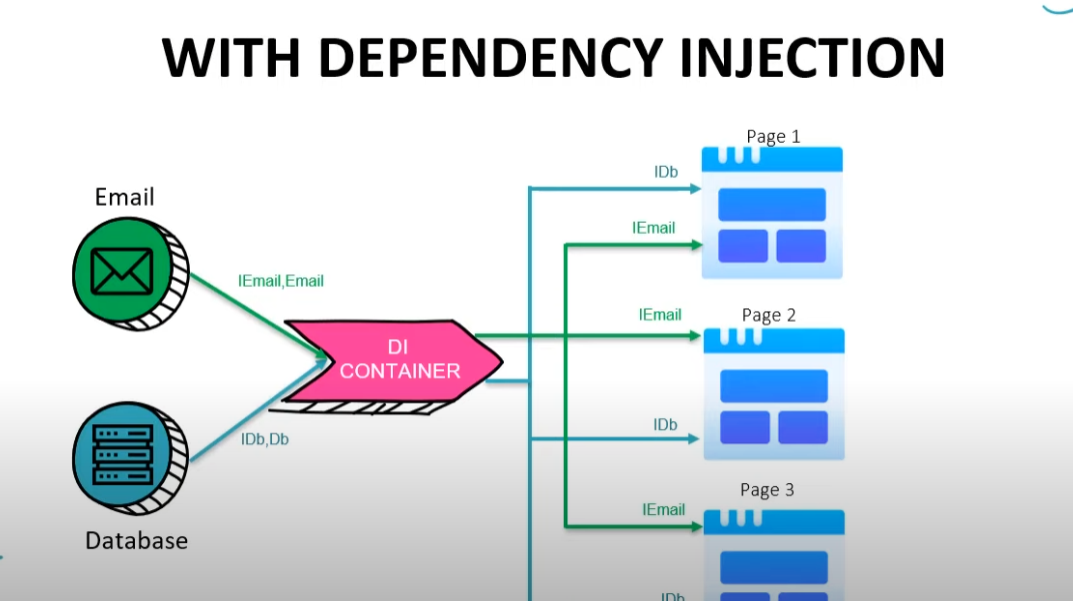 WITH DEPENDENCY INJECTION
Page 1
IDb
Email
IEmail
IEmail,Email
IEmail
Page 2
DI
CONTAINER
IDb
IDb,Db
Page 3
IEmail
Database
IDb